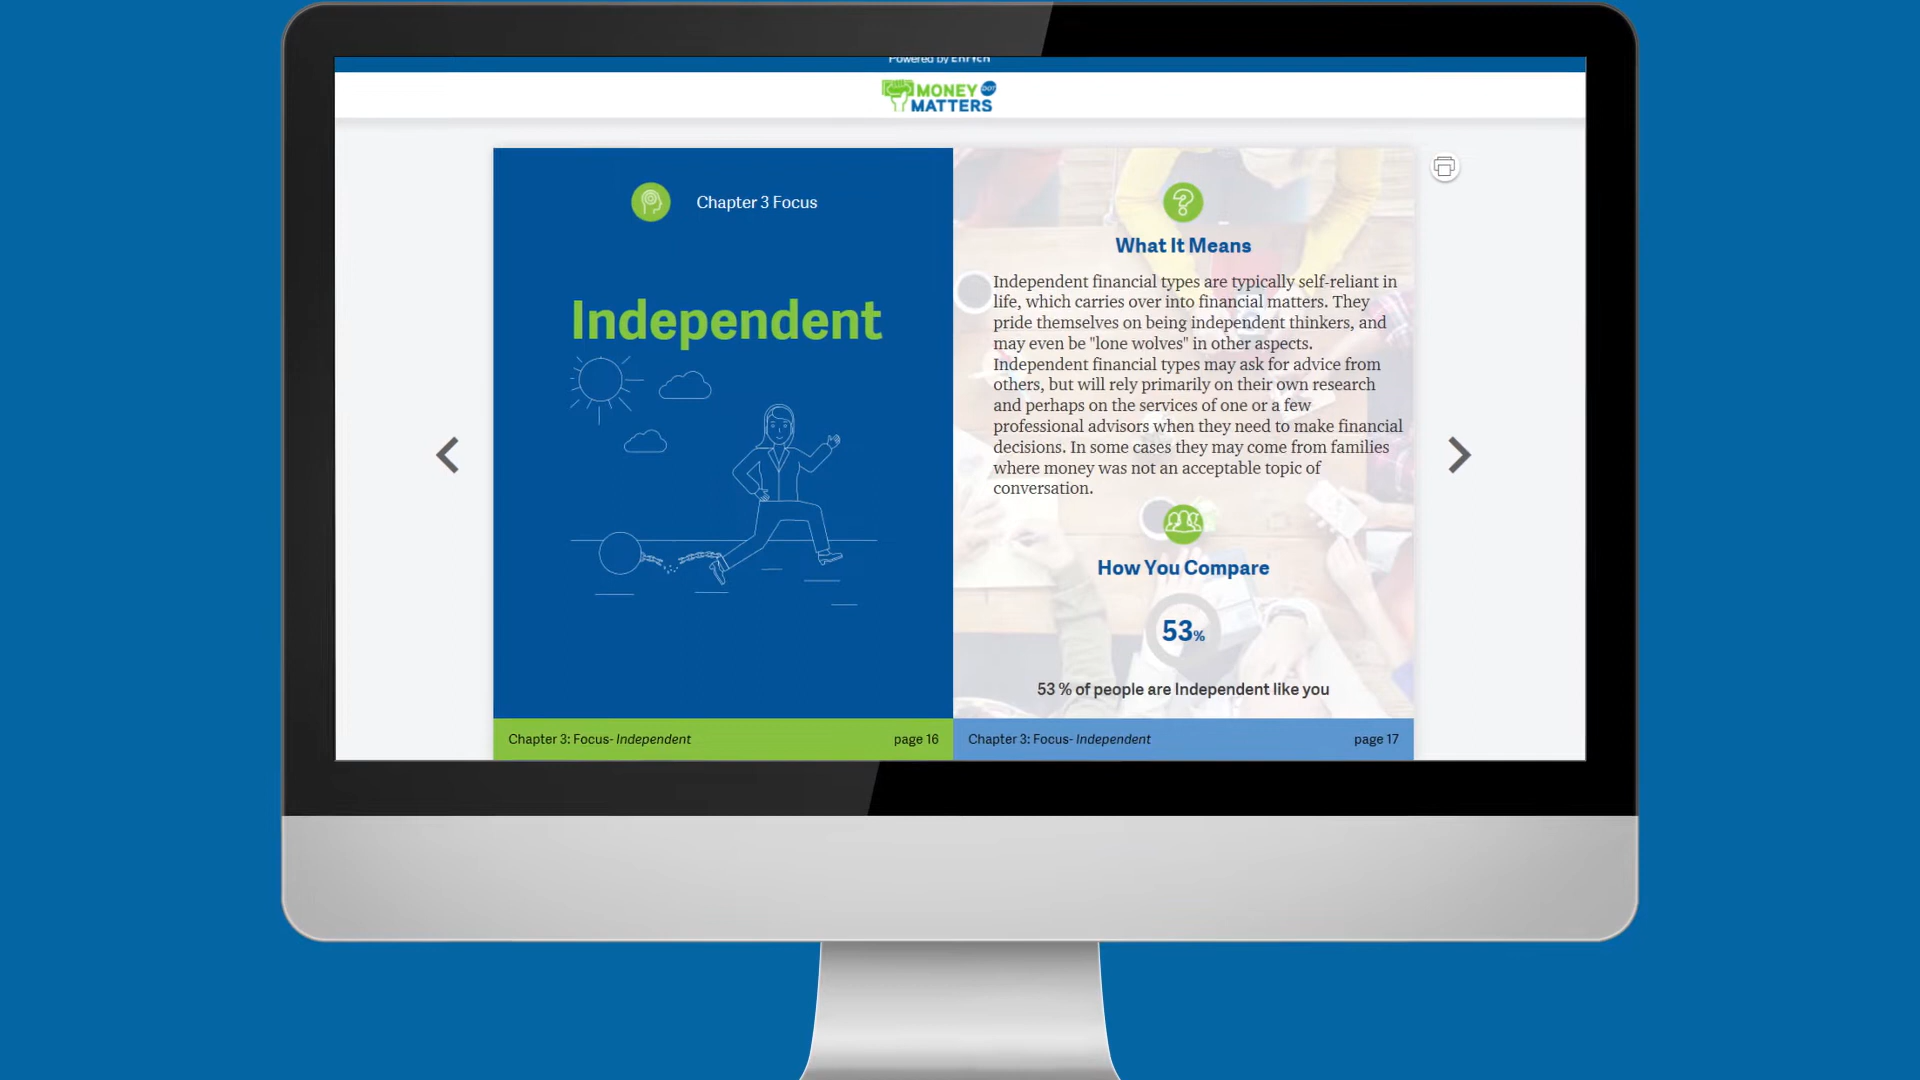 Powered by Enrych
MONEY DOT
MATTERS
Chapter 3 Focus
Independent
Chapter 3: Focus- Independent
page 16
What It Means
Independent financial types are typically self-reliant in
life, which carries over into financial matters. They
pride themselves on being independent thinkers, and
may even be "lone wolves" in other aspects.
Independent financial types may ask for advice from
others, but will rely primarily on their own research
and perhaps on the services of one or a few
professional advisors when they need to make financial
decisions. In some cases they may come from families
where money was not an acceptable topic of
conversation.
How You Compare
53%
53 % of people are Independent like you
Chapter 3: Focus- Independent
page 17